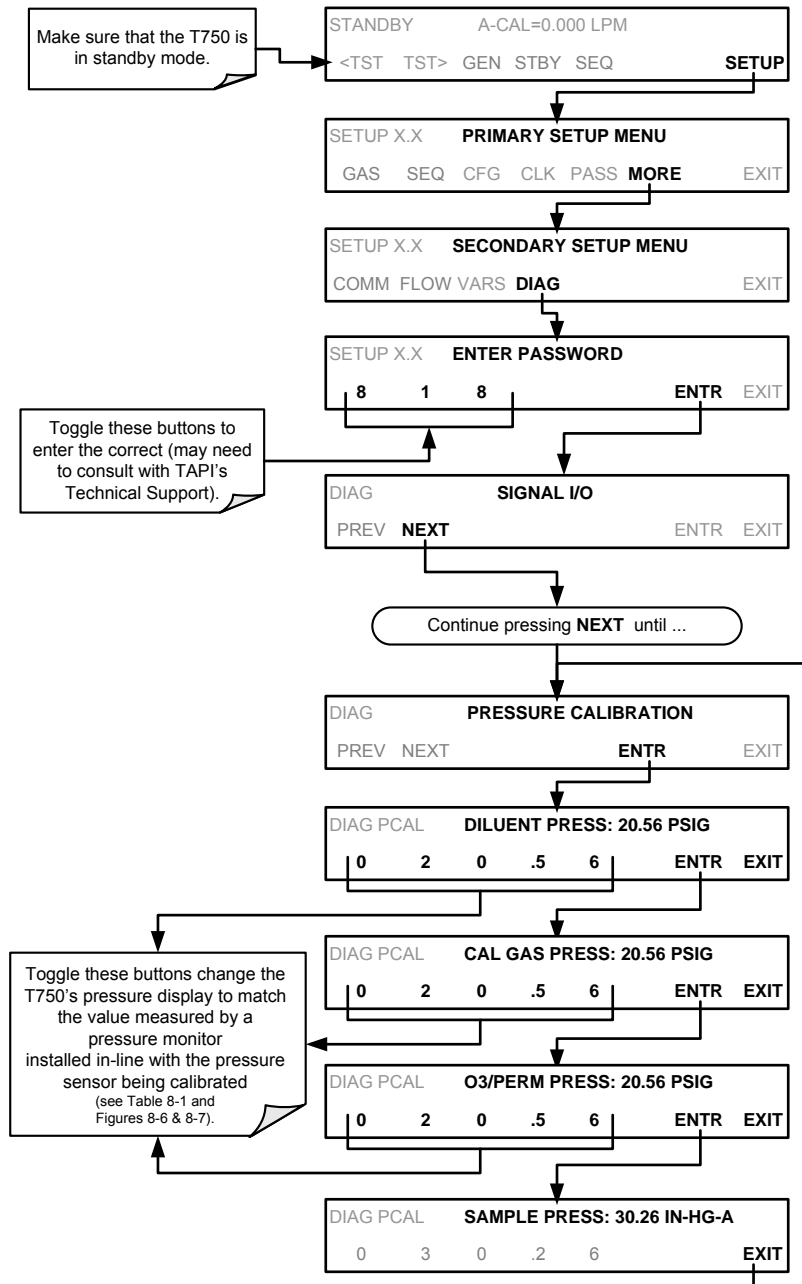 Make sure that the T750 is
in standby mode.
STANDBY A-CAL=0.000 LPM
<TST TST> GEN STBY SEQ SETUP
SETUP X.X PRIMARY SETUP MENU
GAS SEQ CFG CLK PASS MORE EXIT
SETUP X.X SECONDARY SETUP MENU
COMM FLOW VARS DIAG EXIT
SETUP X.X ENTER PASSWORD
8 1 8 ENTR EXIT
Toggle these buttons to
enter the correct (may need
to consult with TAPI's
Technical Support).
DIAG SIGNAL I/O
PREV NEXT ENTR EXIT
Continue pressing NEXT until ...
DIAG PRESSURE CALIBRATION
PREV NEXT ENTR EXIT
DIAG PCAL DILUENT PRESS: 20.56 PSIG
0 2 0 .5 6 ENTR EXIT
DIAG PCAL CAL GAS PRESS: 20.56 PSIG
0 2 0 .5 6 ENTR EXIT
Toggle these buttons change the
T750's pressure display to match
the value measured by a
pressure monitor
installed in-line with the pressure
sensor being calibrated
(see Table 8-1 and
Figures 8-6 & 8-7).
DIAG PCAL O3/PERM PRESS: 20.56 PSIG
0 2 0 .5 6 ENTR EXIT
DIAG PCAL SAMPLE PRESS: 30.26 IN-HG-A
0 3 0 .2 6 EXIT